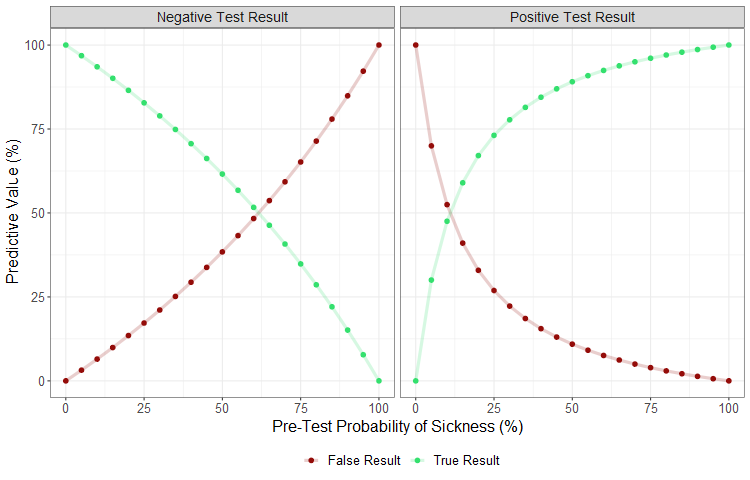 Negative Test Result
Positive Test Result
Predictive Value (%)
100
75
50
25
0
0 25 50 75 100
0 25 50 75 100
Pre-Test Probability of Sickness (%)
False Result True Result